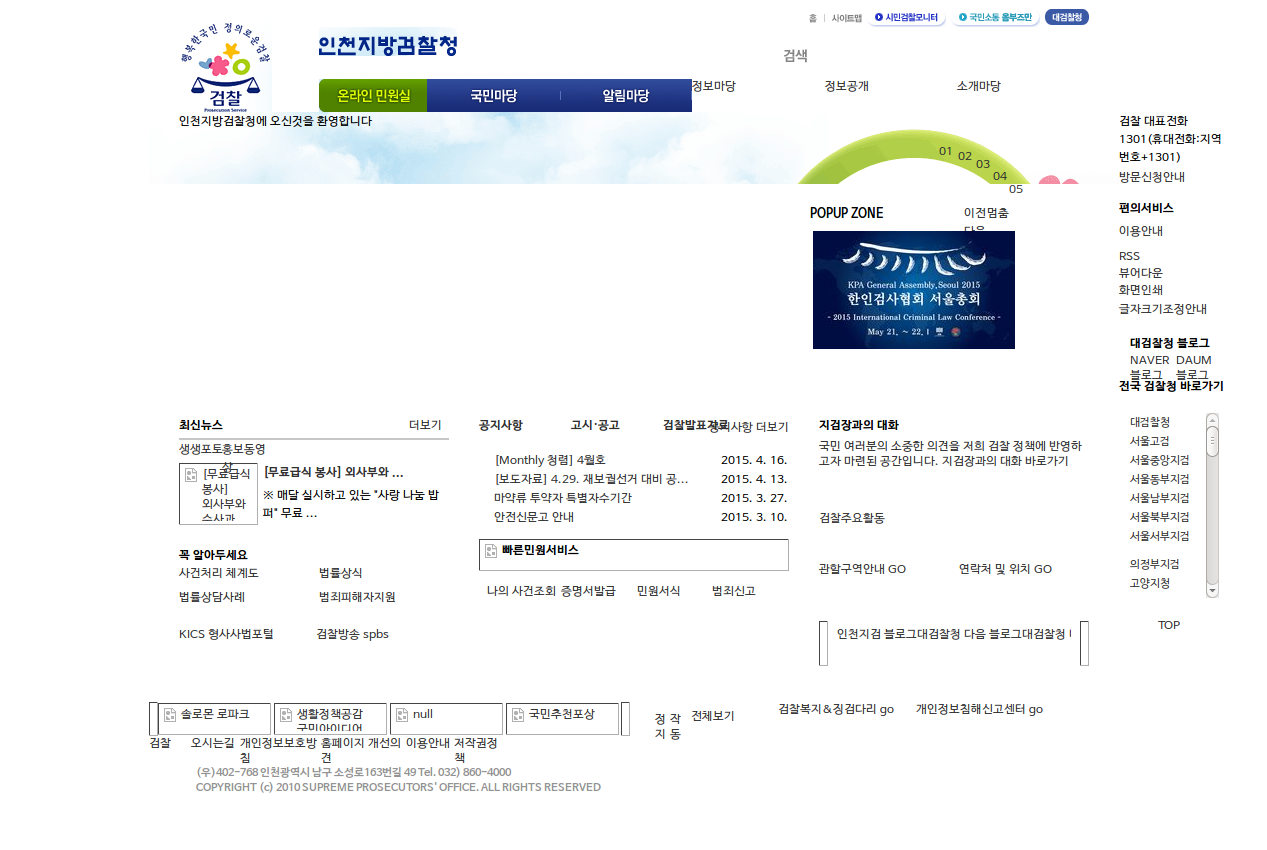 홈 | 사이트맵 시민검찰모니터 국민소통 올부즈만 대검찰청
행복한국민 정의로운검찰
인천지방검찰청
검색
검찰
Prosecution Service
온라인 민원실 국민마당 알림마당 정보마당 정보공개 소개마당
인천지방검찰청에 오신것을 환영합니다
01
02
03
04
05
검찰 대표전화
1301(휴대전화:지역
번호+1301)
방문신청안내
편의서비스
이용안내
RSS
뷰어다운
화면인쇄
글자크기조정안내
POPUP ZONE 이전멈춤
다음
KPA General Assembly,Seoul 2015
한인검사협회 서울총회
- 2015 International Criminal Law Conference -
May 21. ~ 22. |
대검찰청 블로그
NAVER DAUM
블로그 블로그
전국 검찰청 바로가기
대검찰청
서울고검
서울중앙지검
서울동부지검
서울남부지검
서울북부지검
서울서부지검
의정부지검
고양지청
TOP
최신뉴스 더보기
생생포토홍보동영
상
[무료급식
봉사]
외사부와
수사과
[무료급식 봉사] 외사부와 ...
※ 매달 실시하고 있는 "사랑 나눔 밥
퍼" 무료 ...
꼭 알아두세요
사건처리 체계도 법률상식
법률상담사례 범죄피해자지원
KICS 형사사법포털 검찰방송 spbs
공지사항 고시·공고 검찰발표자료 공지사항 더보기
[Monthly 청렴] 4월호 2015. 4. 16.
[보도자료] 4.29. 재보궐선거 대비 공... 2015. 4. 13.
마약류 투약자 특별자수기간 2015. 3. 27.
안전신문고 안내 2015. 3. 10.
빠른민원서비스
나의 사건조회 증명서발급 민원서식 범죄신고
지검장과의 대화
국민 여러분의 소중한 의견을 저희 검찰 정책에 반영하
고자 마련된 공간입니다. 지검장과의 대화 바로가기
검찰주요활동
관할구역안내 GO 연락처 및 위치 GO
인천지검 블로그대검찰청 다음 블로그대검찰청
솔로몬 로파크 생활정책공감 null 국민추천포상
국민아이디어
정 작
지 동
전체보기 검찰복지&징검다리 go 개인정보침해신고센터 go
검찰 오시는길 개인정보보호방 홈페이지 개선의 이용안내 저작권정
침 견 책
(우)402-768 인천광역시 남구 소성로163번길 49 Tel. 032) 860-4000
COPYRIGHT (c) 2010 SUPREME PROSECUTORS' OFFICE. ALL RIGHTS RESERVED